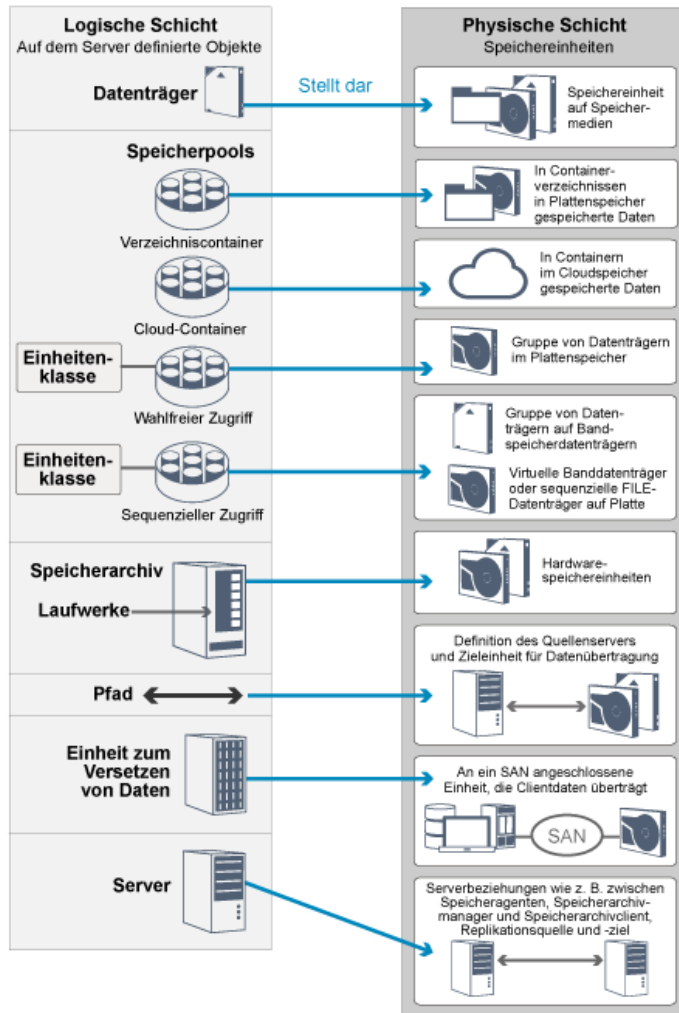 Logische Schicht
Auf dem Server definierte Objekte
Physische Schicht
Speichereinheiten
Datenträger
Stellt dar
Speichereinheit
auf Speicher-
medien
Speicherpools
Verzeichniscontainer
In Container-
verzeichnissen
in Plattenspeicher
gespeicherte Daten
Cloud-Container
In Containern
im Cloudspeicher
gespeicherte Daten
Einheiten-
klasse
Wahlfreier Zugriff
Gruppe von Datenträgern
im Plattenspeicher
Einheiten-
klasse
Sequenzieller Zugriff
Gruppe von Daten-
trägern auf Band-
speicherdatenträgern
Virtuelle Banddatenträger
oder sequenzielle FILE-
Datenträger auf Platte
Speicherarchiv
Laufwerke
Hardware-
speichereinheiten
Pfad
Definition des Quellenservers
und Zieleinheit für Datenübertragung
Einheit zum
Versetzen
von Daten
An ein SAN angeschlossene
Einheit, die Clientdaten überträgt
SAN
Server
Serverbeziehungen wie z. B. zwischen
Speicheragenten, Speicherarchiv-
manager und Speicherarchivclient,
Replikationsquelle und -ziel